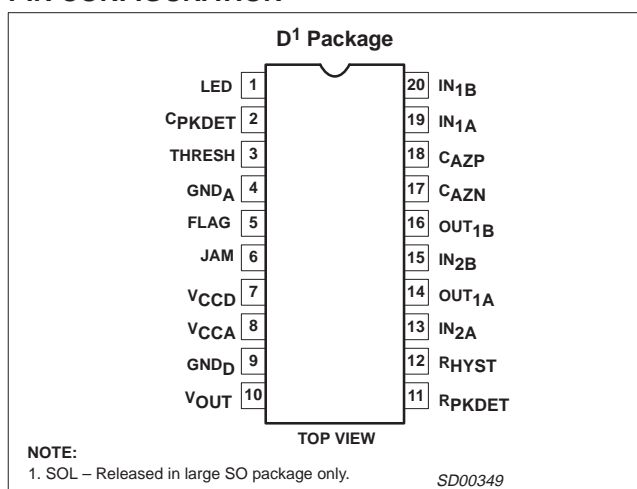 D1 Package
LED 1
CPKDET 2
THRESH 3
GNDA 4
FLAG 5
JAM 6
VCCD 7
VCCA 8
GNDD 9
VOUT 10
20 IN1B
19 IN1A
18 CAZP
17 CAZN
16 OUT1B
15 IN2B
14 OUT1A
13 IN2A
12 RHYST
11 RPKDET
TOP VIEW
NOTE:
1. SOL – Released in large SO package only.
SD00349